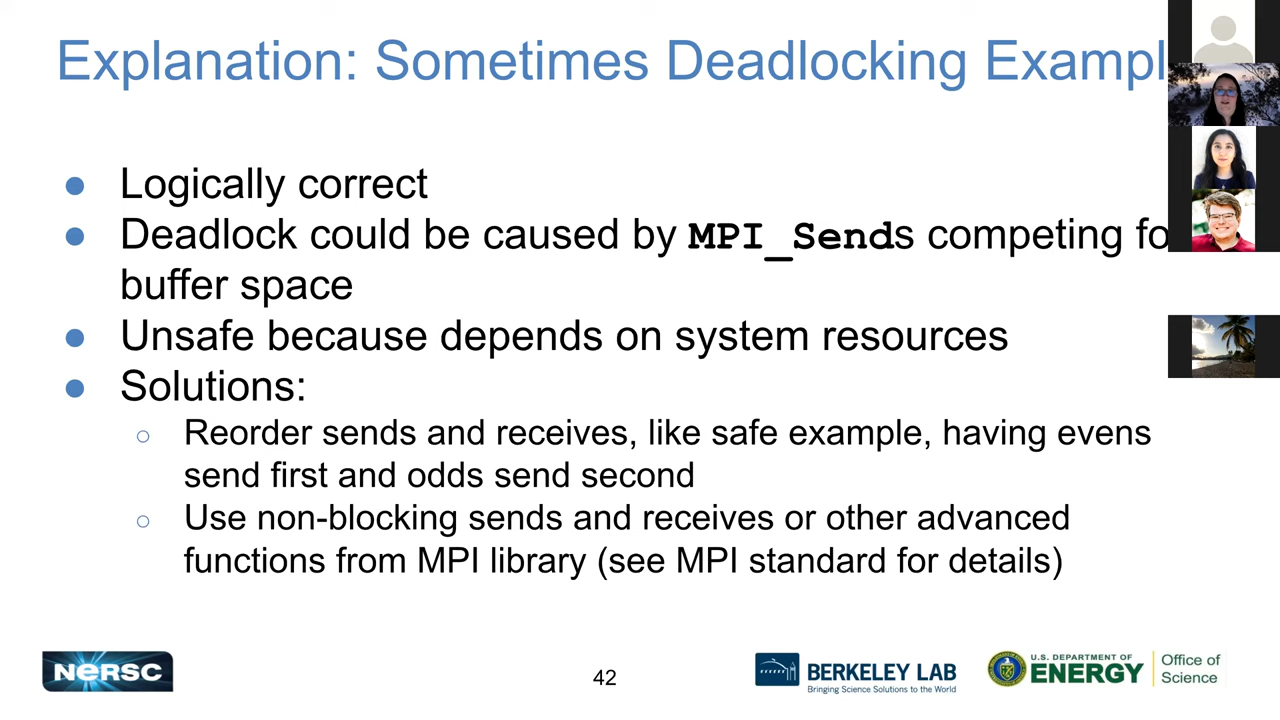 Explanation: Sometimes Deadlocking Exampl
● Logically correct
● Deadlock could be caused by MPI_Sends competing fo
buffer space
● Unsafe because depends on system resources
● Solutions:
○ Reorder sends and receives, like safe example, having evens
send first and odds send second
○ Use non-blocking sends and receives or other advanced
functions from MPI library (see MPI standard for details)
NERSC
42
BERKELEY LAB
Bringing Science Solutions to the World
U.S. DEPARTMENT OF
ENERGY
Office of
Science